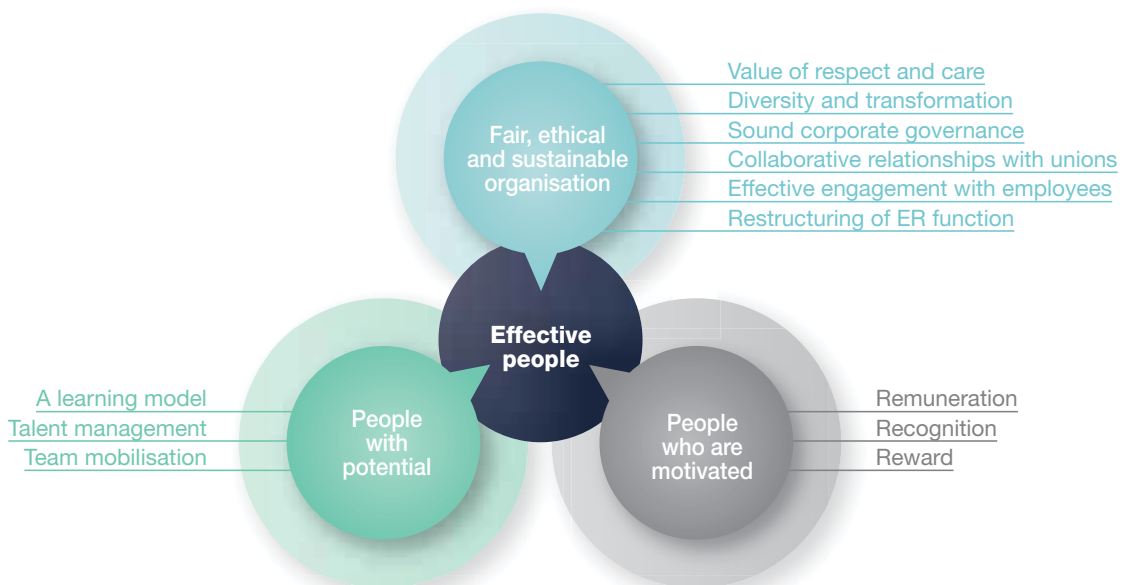 Fair, ethical
and sustainable
organisation
Value of respect and care
Diversity and transformation
Sound corporate governance
Collaborative relationships with unions
Effective engagement with employees
Restructuring of ER function
Effective
people
A learning model
Talent management
Team mobilisation
People
with
potential
People
who are
motivated
Remuneration
Recognition
Reward